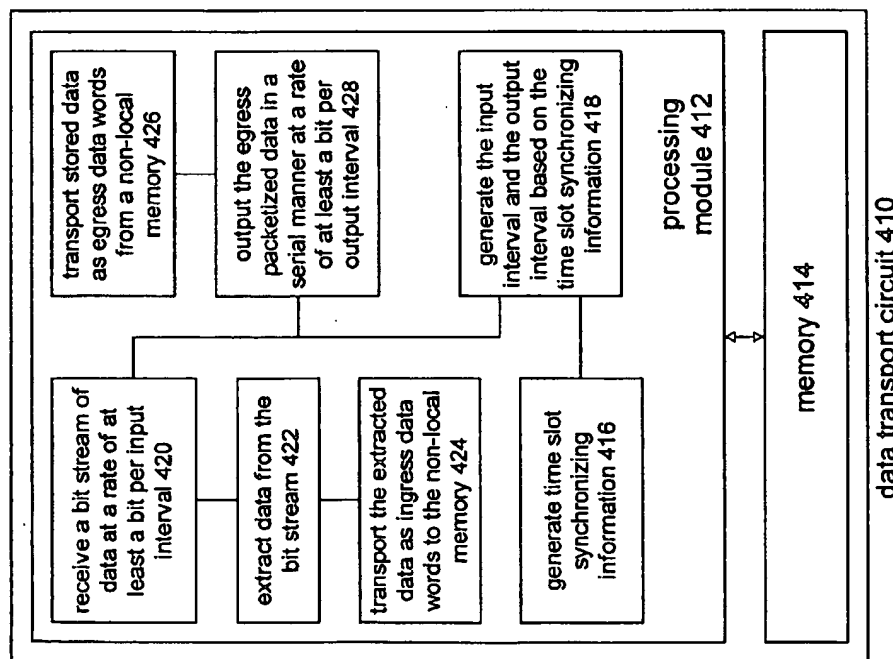 receive a bit stream of
data at a rate of at
least a bit per input
interval 420
extract data from the
bit stream 422
transport the extracted
data as ingress data
words to the non-local
memory 424
generate time slot
synchronizing
information 416
transport stored data
as egress data words
from a non-local
memory 426
output the egress
packetized data in a
serial manner at a rate
of at least a bit per
output interval 428
generate the input
interval and the output
interval based on the
time slot synchronizing
information 418
processing
module 412
memory 414
data transport circuit 410